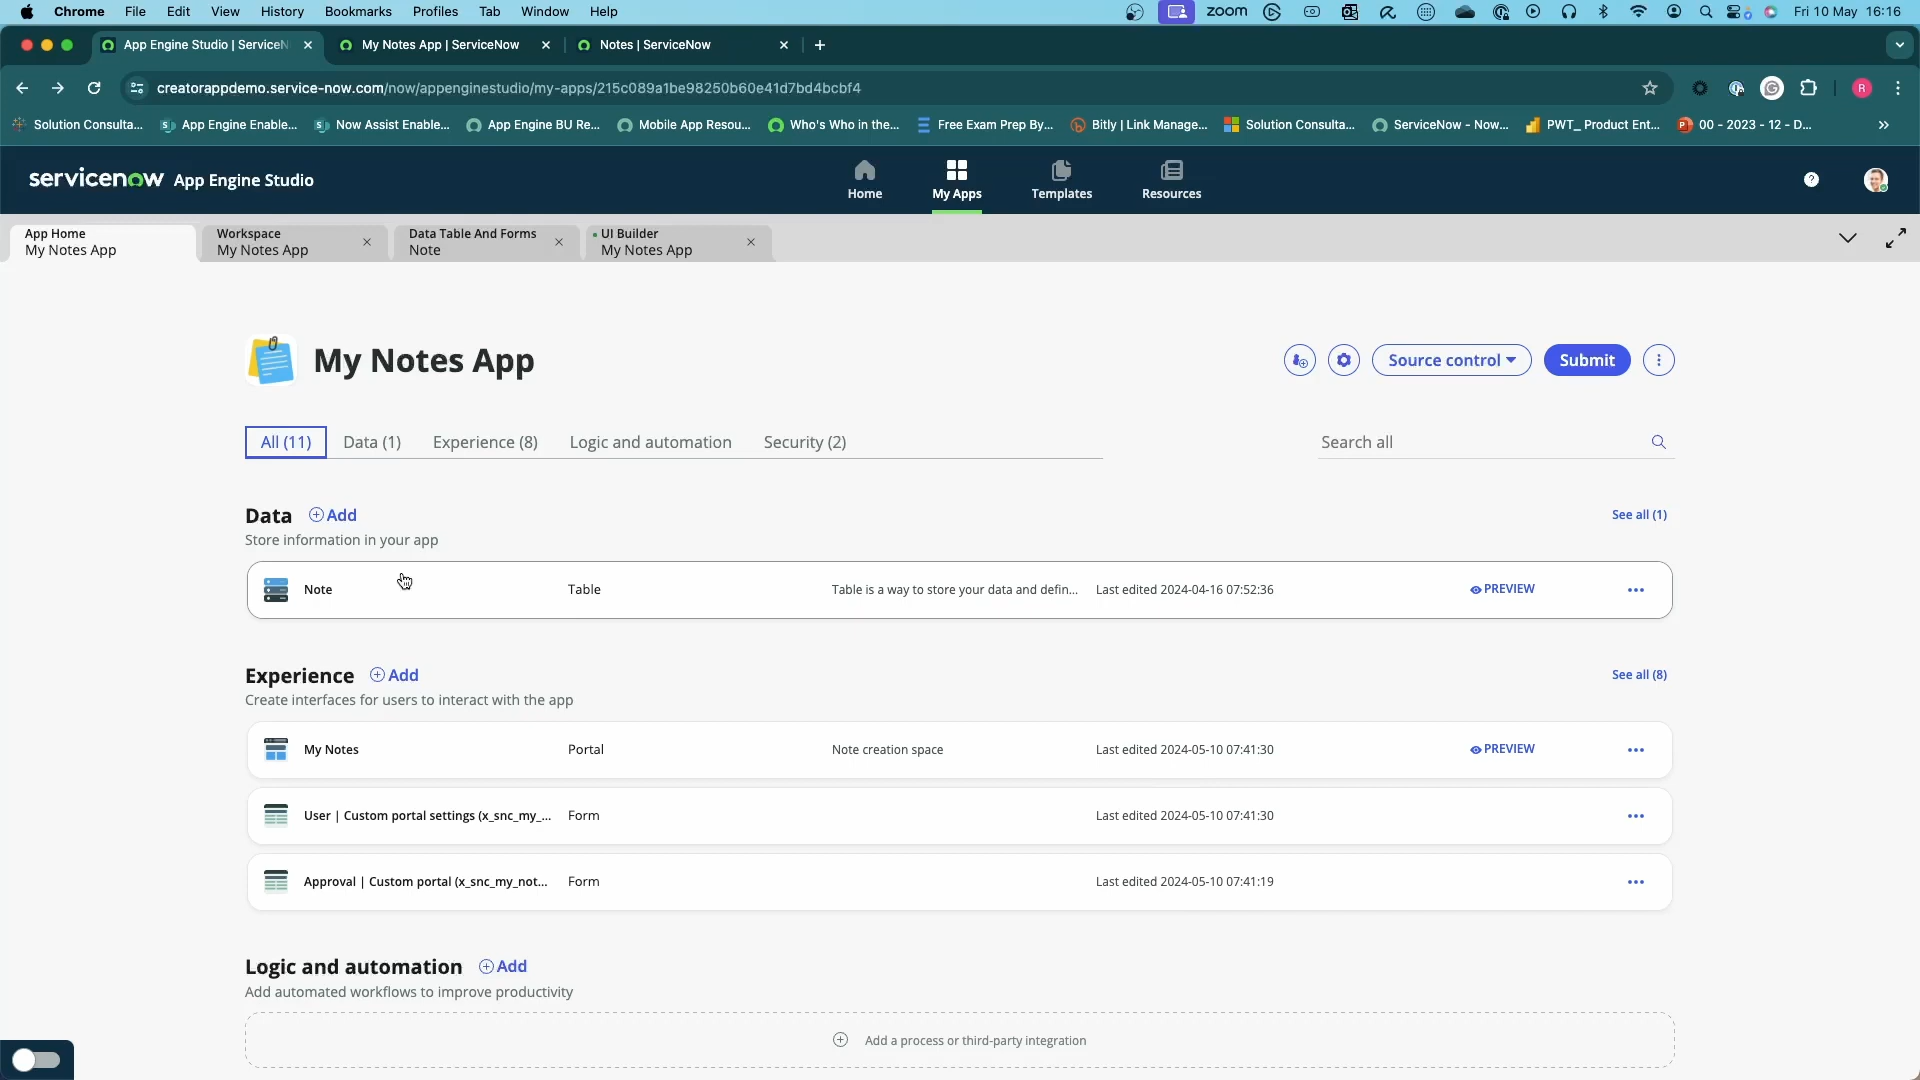 Chrome File Edit View History Bookmarks Profiles Tab Window Help zoom Fri 10 May 16:16
App Engine Studio | ServiceN My Notes App | ServiceNow Notes | ServiceNow
creatorappdemo.service-now.com/now/appenginestudio/my-apps/215c089a1be98250b60e41d7bd4bcbf4 R
Solution Consulta... App Engine Enable... Now Assist Enable... App Engine BU Re... Mobile App Resou... Who's Who in the... Free Exam Prep By... Bitly | Link Manage... Solution Consulta... ServiceNow - Now... PWT_ Product Ent... 00 - 2023 - 12 - D...
servicenow App Engine Studio Home My Apps Templates Resources
App Home Workspace Data Table And Forms UI Builder
My Notes App My Notes App Note My Notes App
My Notes App Source control Submit
All (11) Data (1) Experience (8) Logic and automation Security (2) Search all
Data Add See all (1)
Store information in your app
Note Table Table is a way to store your data and defin... Last edited 2024-04-16 07:52:36 PREVIEW
Experience Add See all (8)
Create interfaces for users to interact with the app
My Notes Portal Note creation space Last edited 2024-05-10 07:41:30 PREVIEW
User | Custom portal settings (x_snc_my_... Form Last edited 2024-05-10 07:41:30
Approval | Custom portal (x_snc_my_not... Form Last edited 2024-05-10 07:41:19
Logic and automation Add
Add automated workflows to improve productivity
Add a process or third-party integration